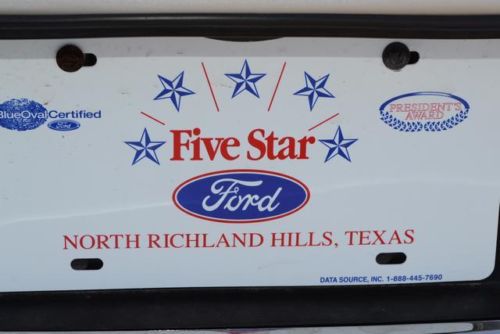 BlueOvalCertified
Ford
PRESIDENT'S
AWARD
Five Star
Ford
NORTH RICHLAND HILLS, TEXAS
DATA SOURCE, INC. 1-888-445-7690